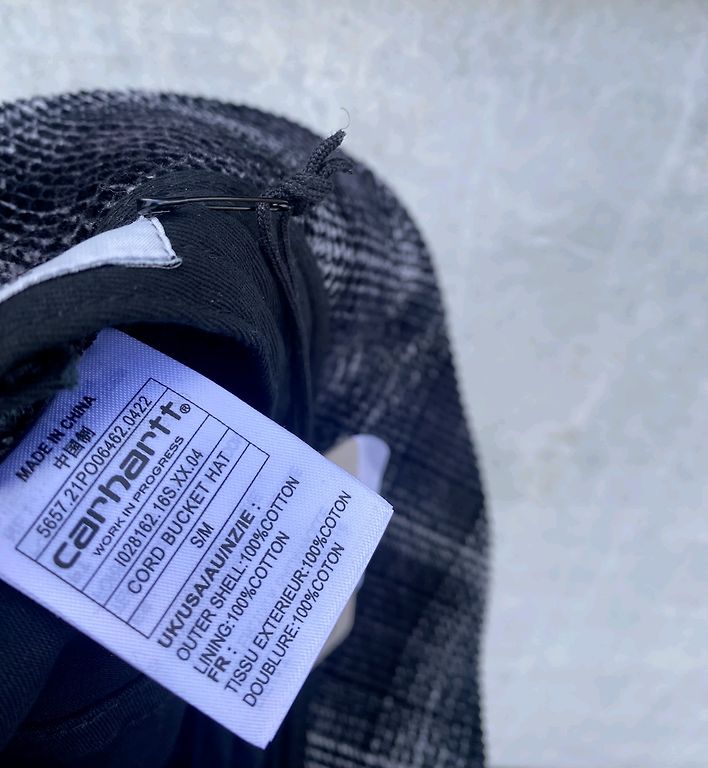 MADE IN CHINA
中国制
5657.21PO06462.0422
carhartt®
WORK IN PROGRESS
I028162.16S.XX.04
CORD BUCKET HAT
S/M
UK/USA/AU/NZ/IE :
OUTER SHELL:100%COTTON
LINING:100%COTTON
FR :
TISSU EXTERIEUR:100%COTON
DOUBLURE:100%COTON